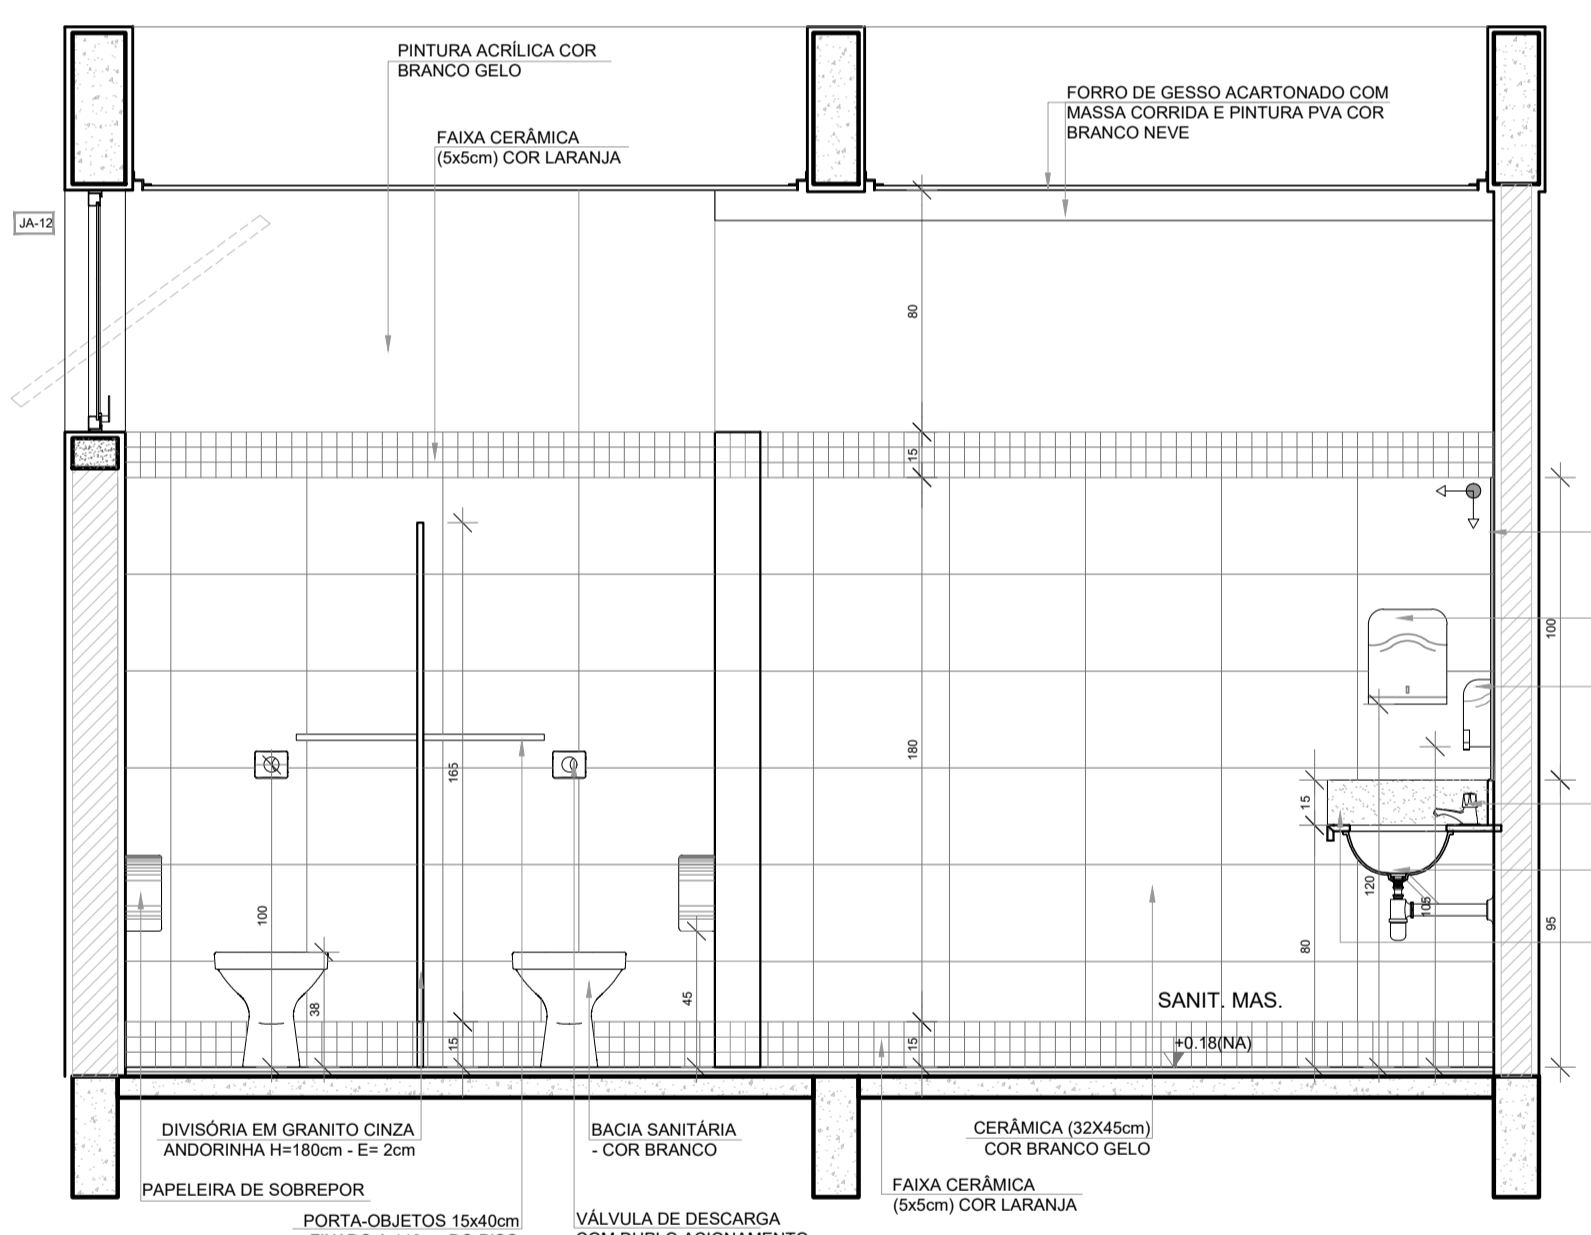 PINTURA ACRÍLICA COR
BRANCO GELO
FORRO DE GESSO ACARTONADO COM
MASSA CORRIDA E PINTURA PVA COR
BRANCO NEVE
FAIXA CERÂMICA
(5x5cm) COR LARANJA
JA-12
80
15
100
180
165
15
120
105
100
95
80
45
38
SANIT. MAS.
+0.18(NA)
15
15
DIVISÓRIA EM GRANITO CINZA
ANDORINHA H=180cm - E= 2cm
BACIA SANITÁRIA
- COR BRANCO
CERÂMICA (32X45cm)
COR BRANCO GELO
PAPELEIRA DE SOBREPOR
FAIXA CERÂMICA
(5x5cm) COR LARANJA
PORTA-OBJETOS 15x40cm
VÁLVULA DE DESCARGA
COM DUPLO ACIONAMENTO